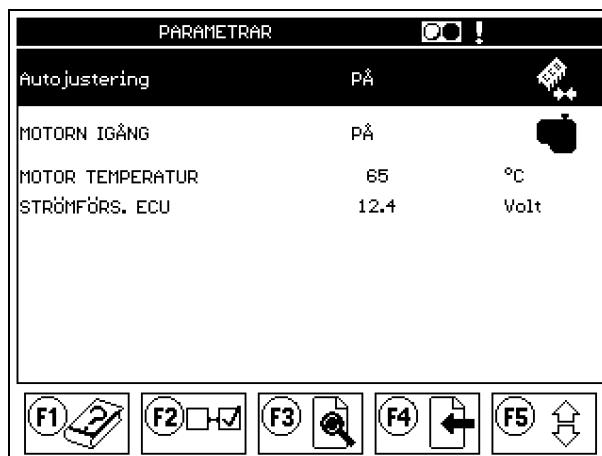 PARAMETRAR !
Autojustering PÅ
MOTORN IGÅNG PÅ
MOTOR TEMPERATUR 65 °C
STRÖMFÖRS. ECU 12.4 Volt
F1 F2 F3 F4 F5